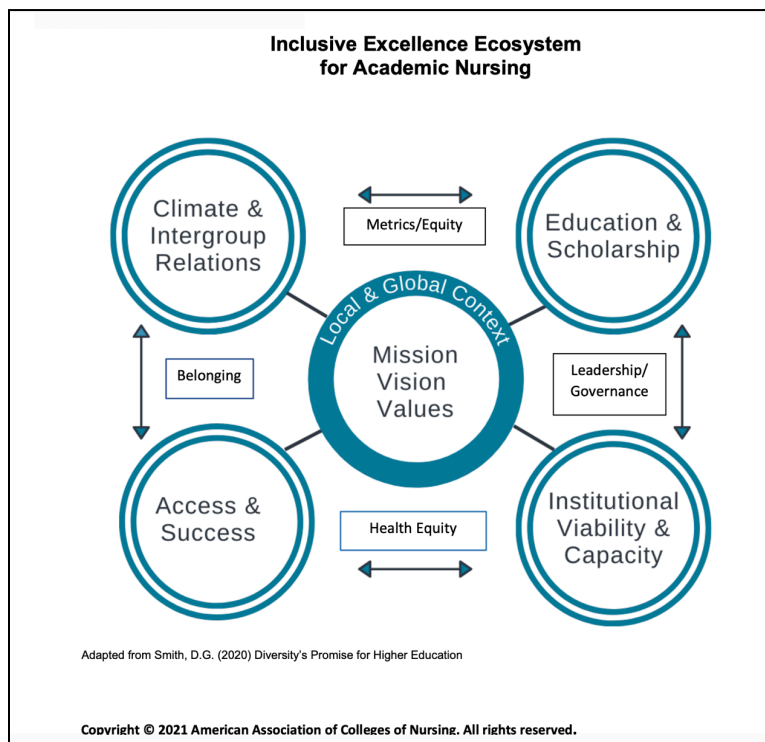 Inclusive Excellence Ecosystem
for Academic Nursing
Climate &
Intergroup
Relations
Metrics/Equity
Education &
Scholarship
Local & Global Context
Mission
Vision
Values
Belonging
Leadership/
Governance
Access &
Success
Health Equity
Institutional
Viability &
Capacity
Adapted from Smith, D.G. (2020) Diversity's Promise for Higher Education
Copyright © 2021 American Association of Colleges of Nursing. All rights reserved.